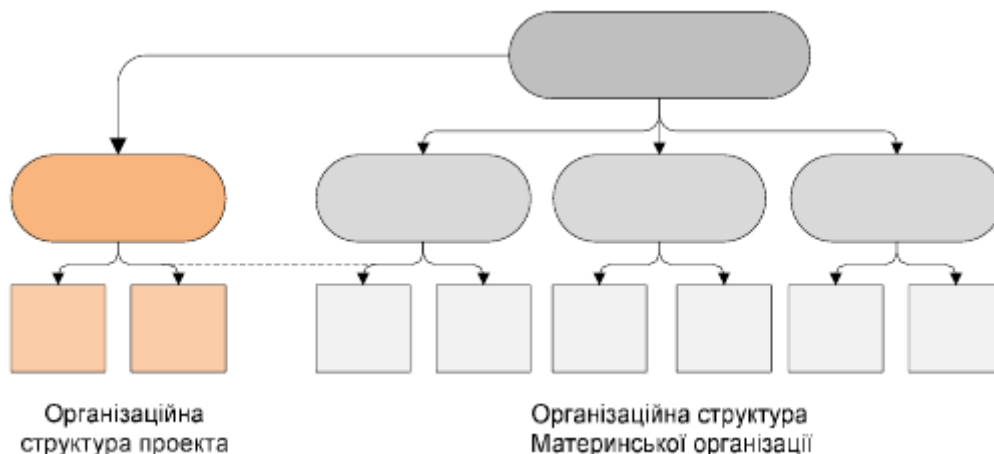 Організаційна
структура проекта
Організаційна структура
Материнської організації